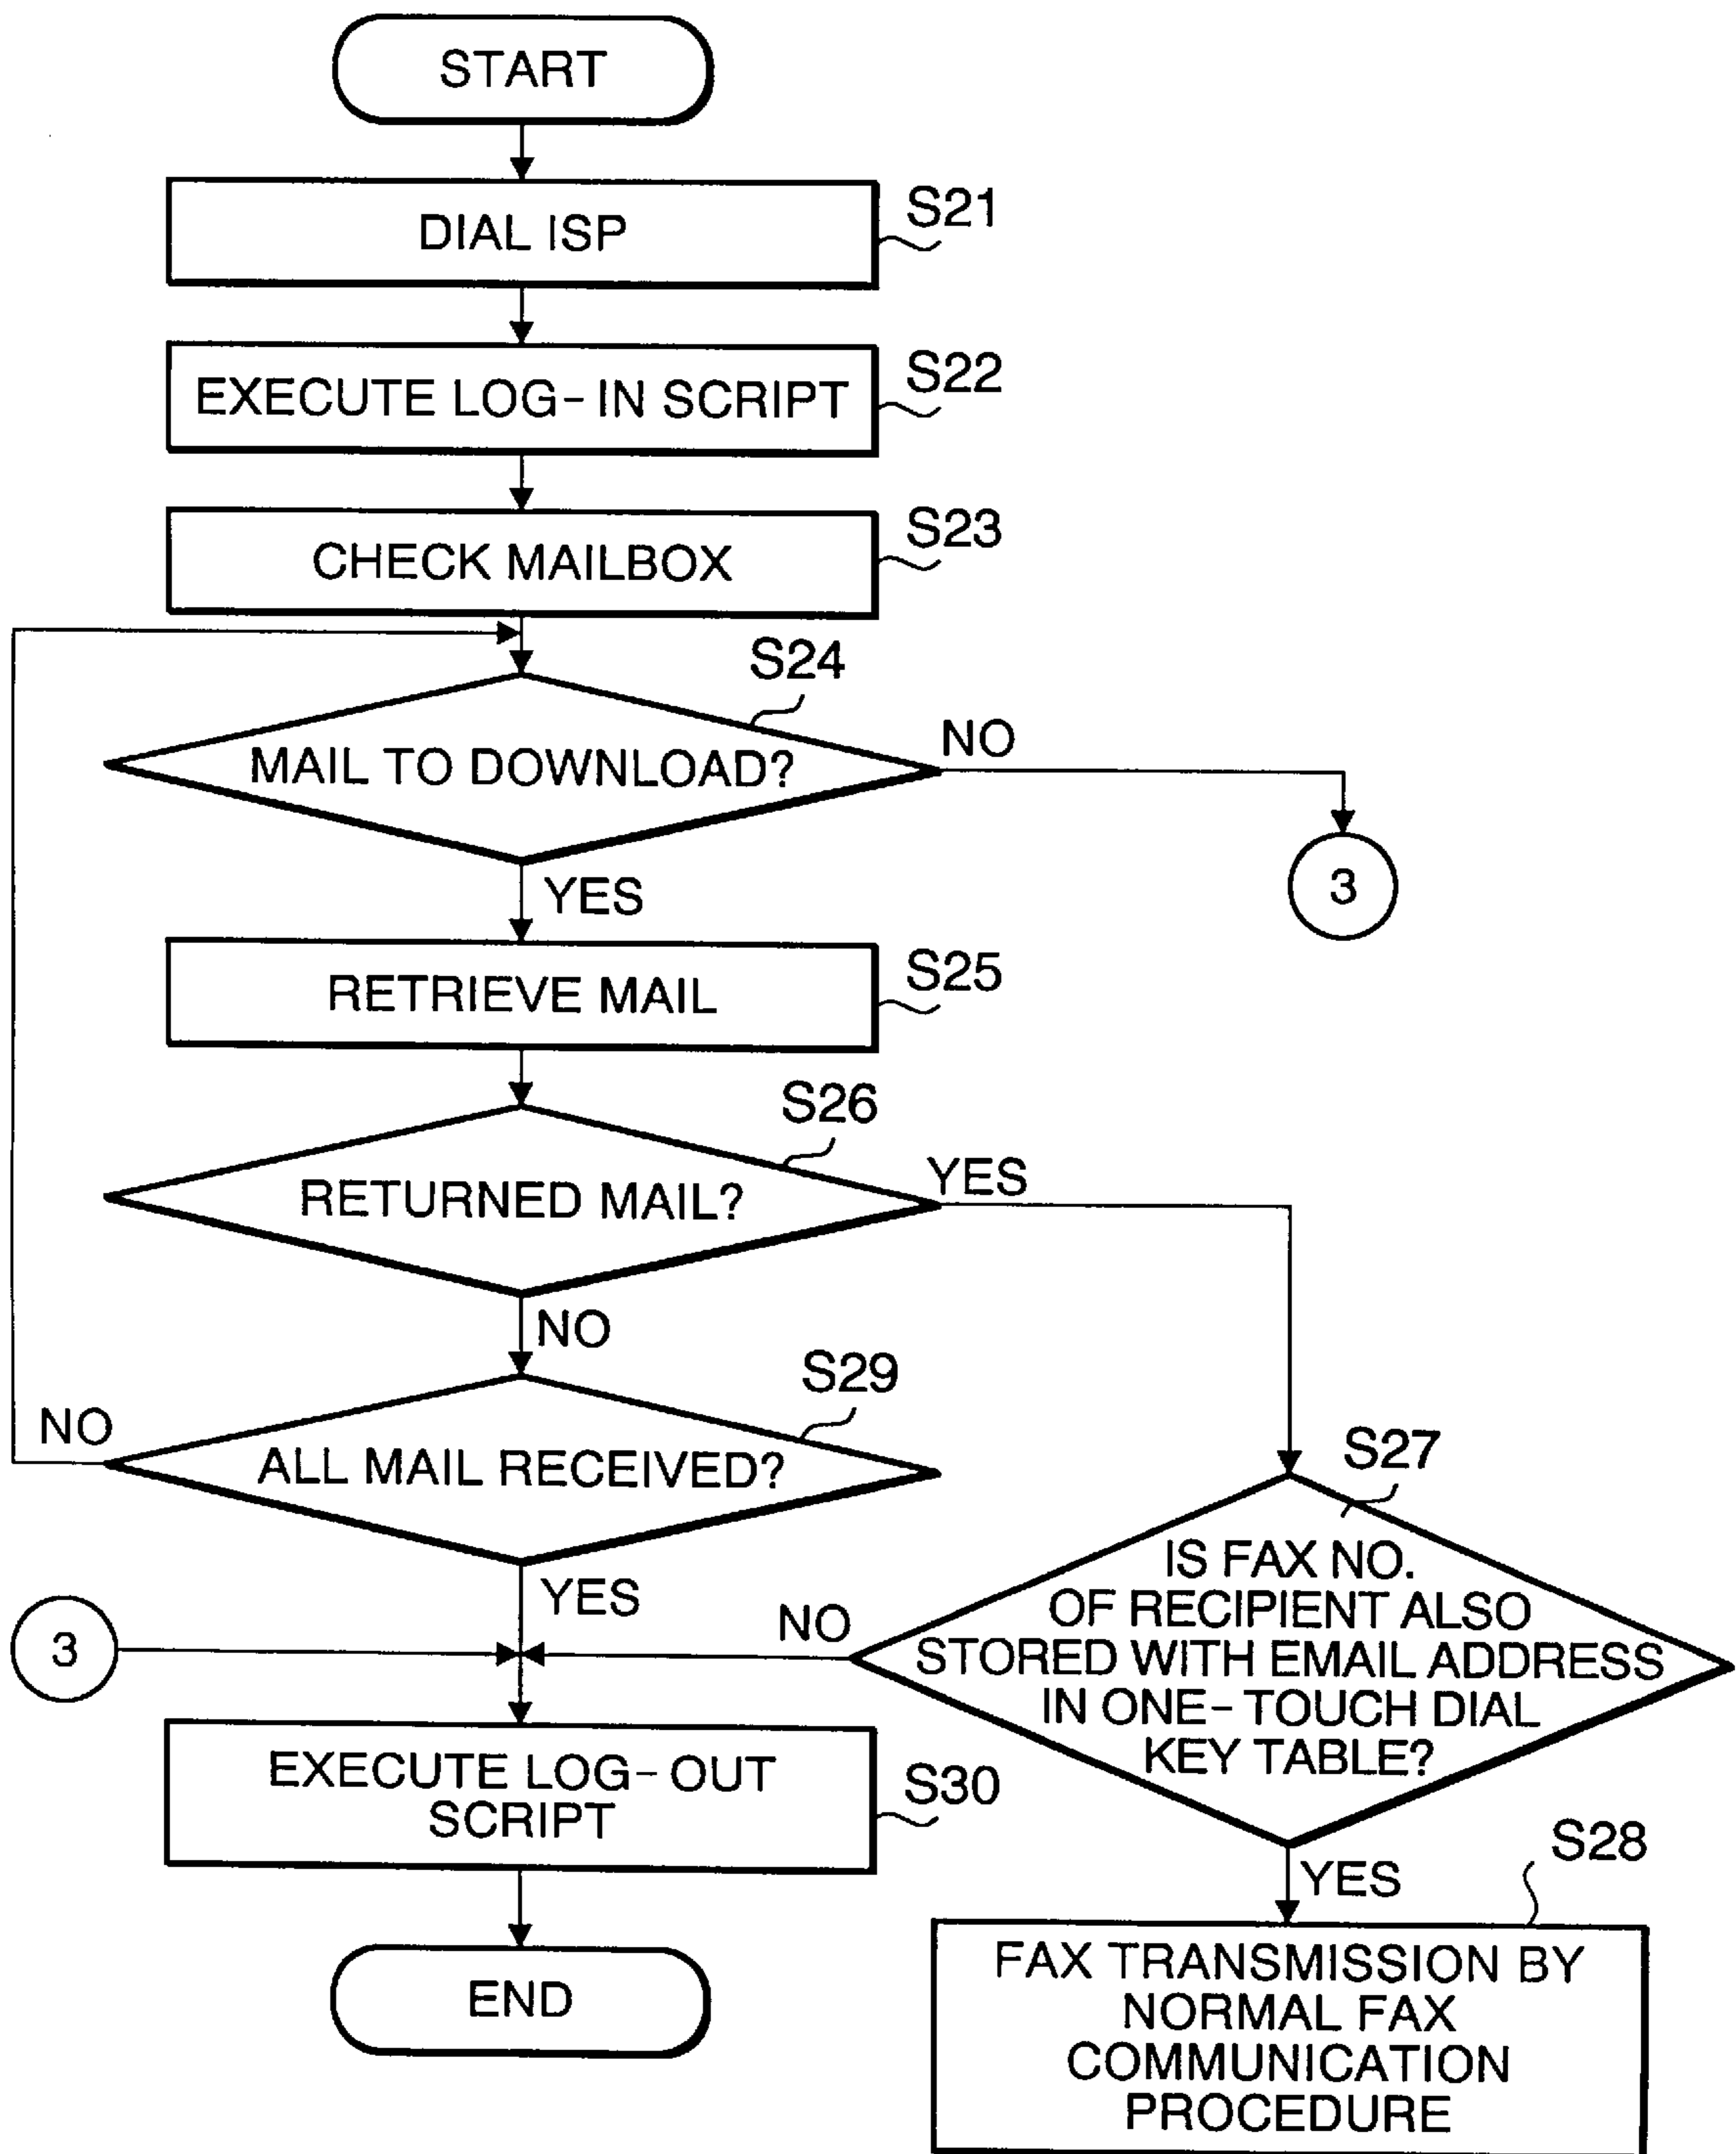 START
DIAL ISP
S21
EXECUTE LOG-IN SCRIPT
S22
CHECK MAILBOX
S23
S24
MAIL TO DOWNLOAD?
NO
3
YES
RETRIEVE MAIL
S25
S26
RETURNED MAIL?
YES
NO
S29
ALL MAIL RECEIVED?
NO
YES
3
S27
IS FAX NO.
OF RECIPIENT ALSO
STORED WITH EMAIL ADDRESS
IN ONE-TOUCH DIAL
KEY TABLE?
NO
YES
EXECUTE LOG-OUT
SCRIPT
S30
END
S28
FAX TRANSMISSION BY
NORMAL FAX
COMMUNICATION
PROCEDURE